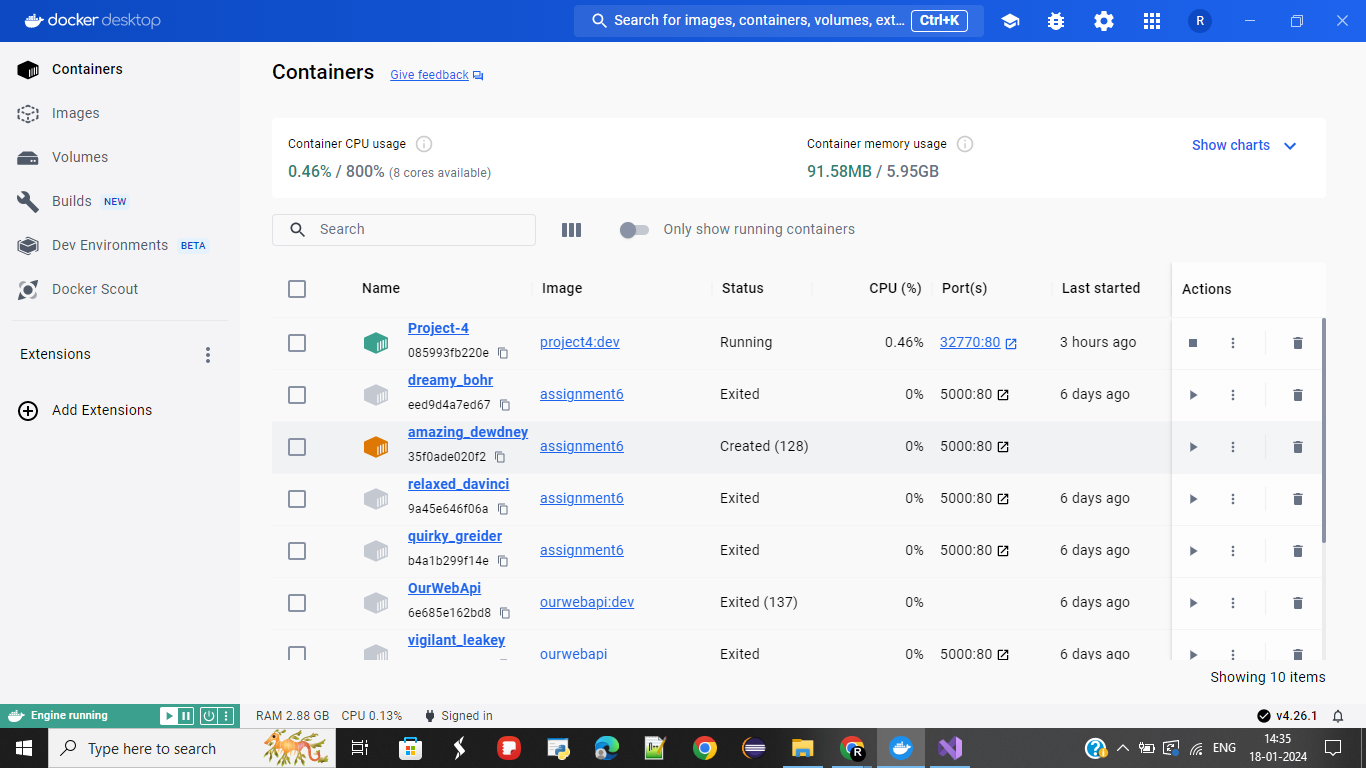 docker desktop
Search for images, containers, volumes, ext... Ctrl+K
R
Containers
Images
Volumes
Builds NEW
Dev Environments BETA
Docker Scout
Extensions
Add Extensions
Containers Give feedback
Container CPU usage
0.46% / 800% (8 cores available)
Container memory usage
91.58MB / 5.95GB
Show charts
Search
Only show running containers
Name Image Status CPU (%) Port(s) Last started Actions
Project-4
085993fb220e
project4:dev Running 0.46% 32770:80 3 hours ago
dreamy_bohr
eed9d4a7ed67
assignment6 Exited 0% 5000:80 6 days ago
amazing_dewdney
35f0ade020f2
assignment6 Created (128) 0% 5000:80
relaxed_davinci
9a45e646f06a
assignment6 Exited 0% 5000:80 6 days ago
quirky_greider
b4a1b299f14e
assignment6 Exited 0% 5000:80 6 days ago
OurWebApi
6e685e162bd8
ourwebapi:dev Exited (137) 0% 6 days ago
vigilant_leakey
ourwebapi Exited 0% 5000:80 6 days ago
Showing 10 items
Engine running
RAM 2.88 GB CPU 0.13% Signed in
v4.26.1
Type here to search
R
ENG
14:35
18-01-2024